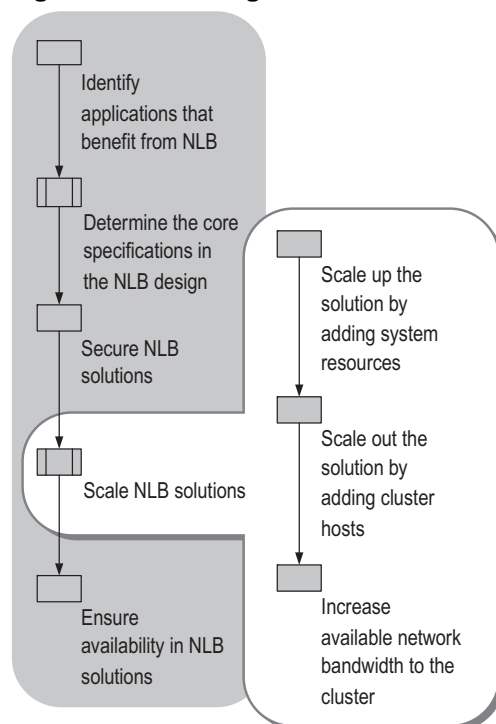 Identify
applications that
benefit from NLB
Determine the core
specifications in
the NLB design
Secure NLB
solutions
Scale NLB solutions
Ensure
availability in NLB
solutions
Scale up the
solution by
adding system
resources
Scale out the
solution by
adding cluster
hosts
Increase
available network
bandwidth to the
cluster